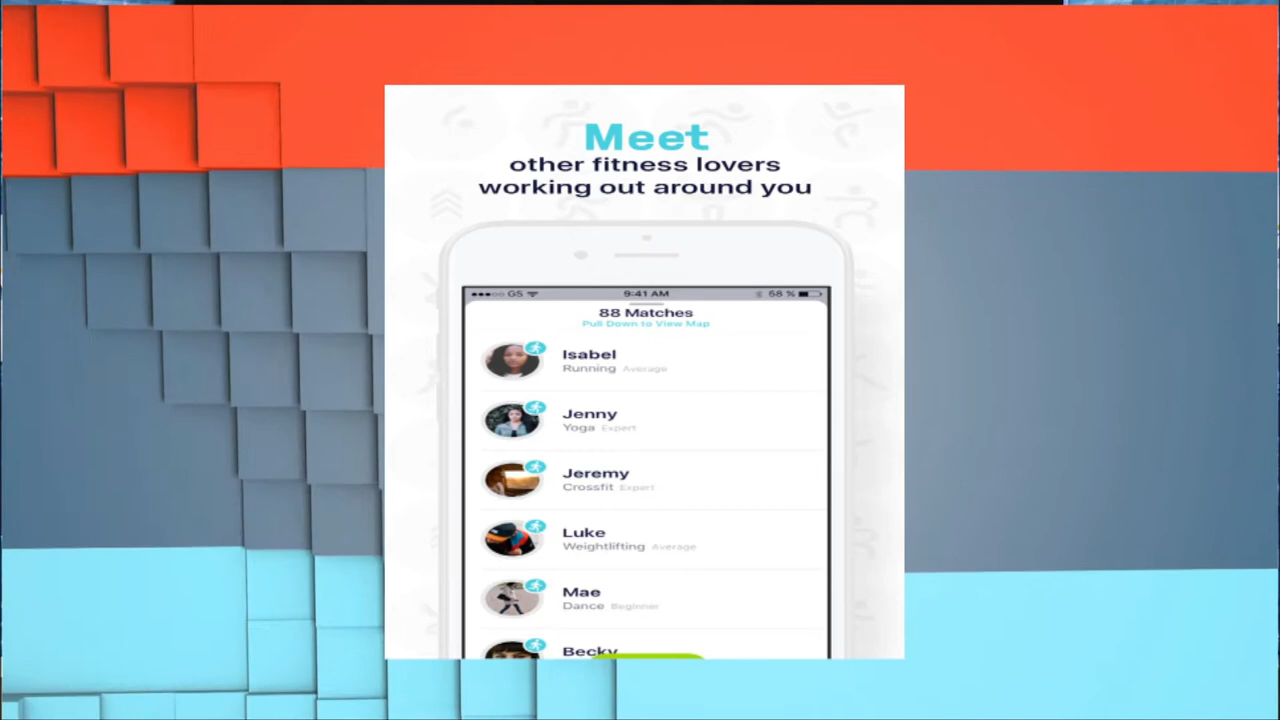 Meet
other fitness lovers
working out around you
GS 9:41 AM 58 %
88 Matches
Pull Down to View Map
Isabel
Running Average
Jenny
Yoga Expert
Jeremy
Crossfit Expert
Luke
Weightlifting Average
Mae
Dance Beginner
Becky